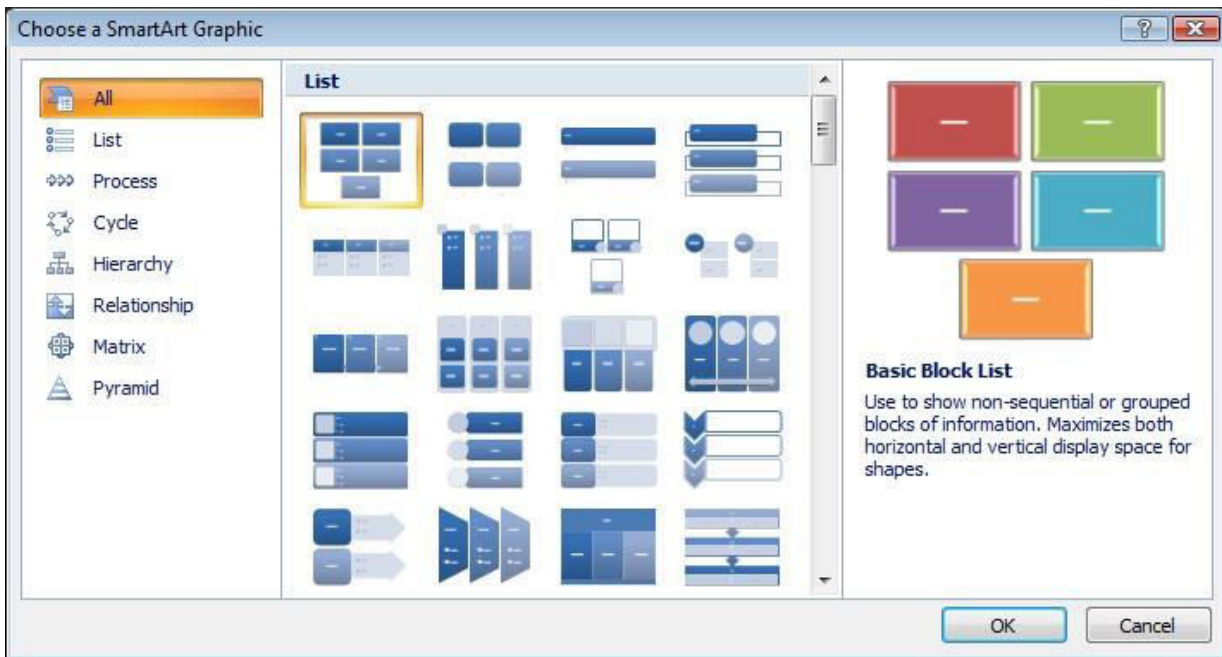 Choose a SmartArt Graphic
All
List
Process
Cycle
Hierarchy
Relationship
Matrix
Pyramid
List
Basic Block List
Use to show non-sequential or grouped
blocks of information. Maximizes both
horizontal and vertical display space for
shapes.
OK
Cancel